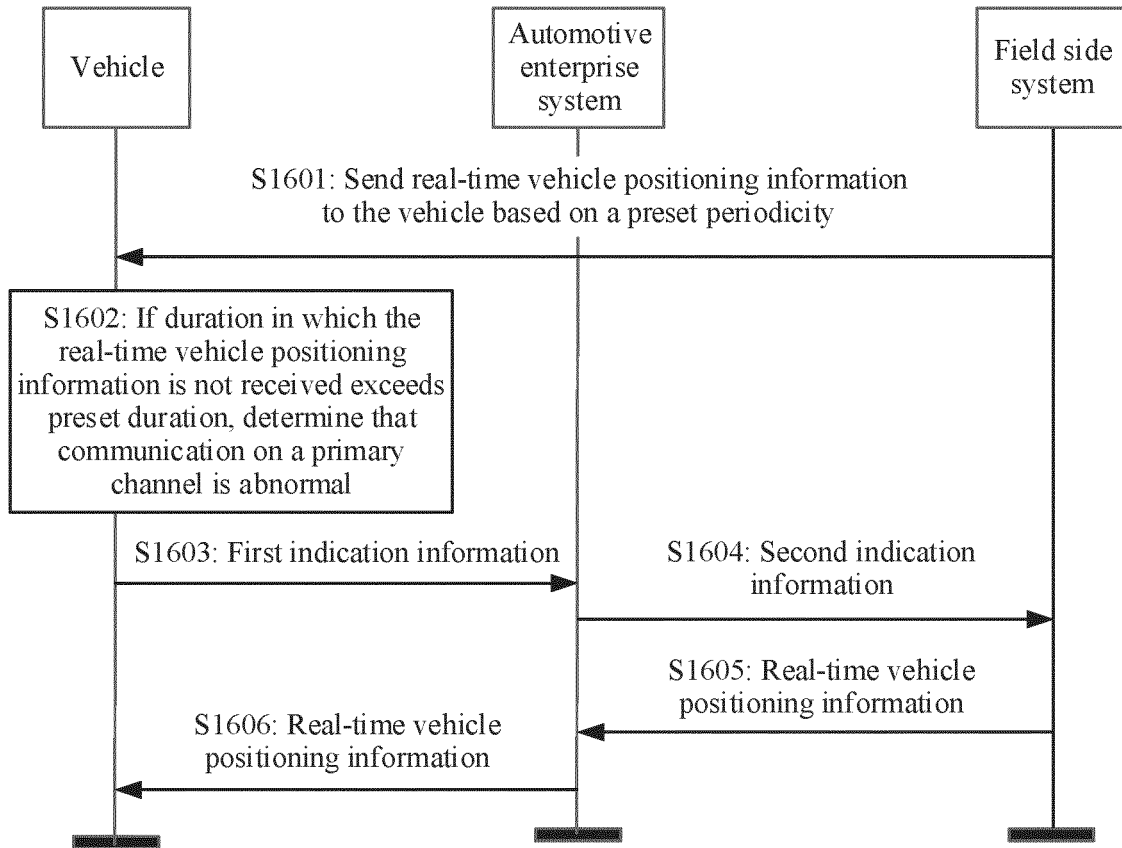 Vehicle
Automotive
enterprise
system
Field side
system
S1601: Send real-time vehicle positioning information
to the vehicle based on a preset periodicity
S1602: If duration in which the
real-time vehicle positioning
information is not received exceeds
preset duration, determine that
communication on a primary
channel is abnormal
S1603: First indication information
S1604: Second indication
information
S1605: Real-time vehicle
positioning information
S1606: Real-time vehicle
positioning information